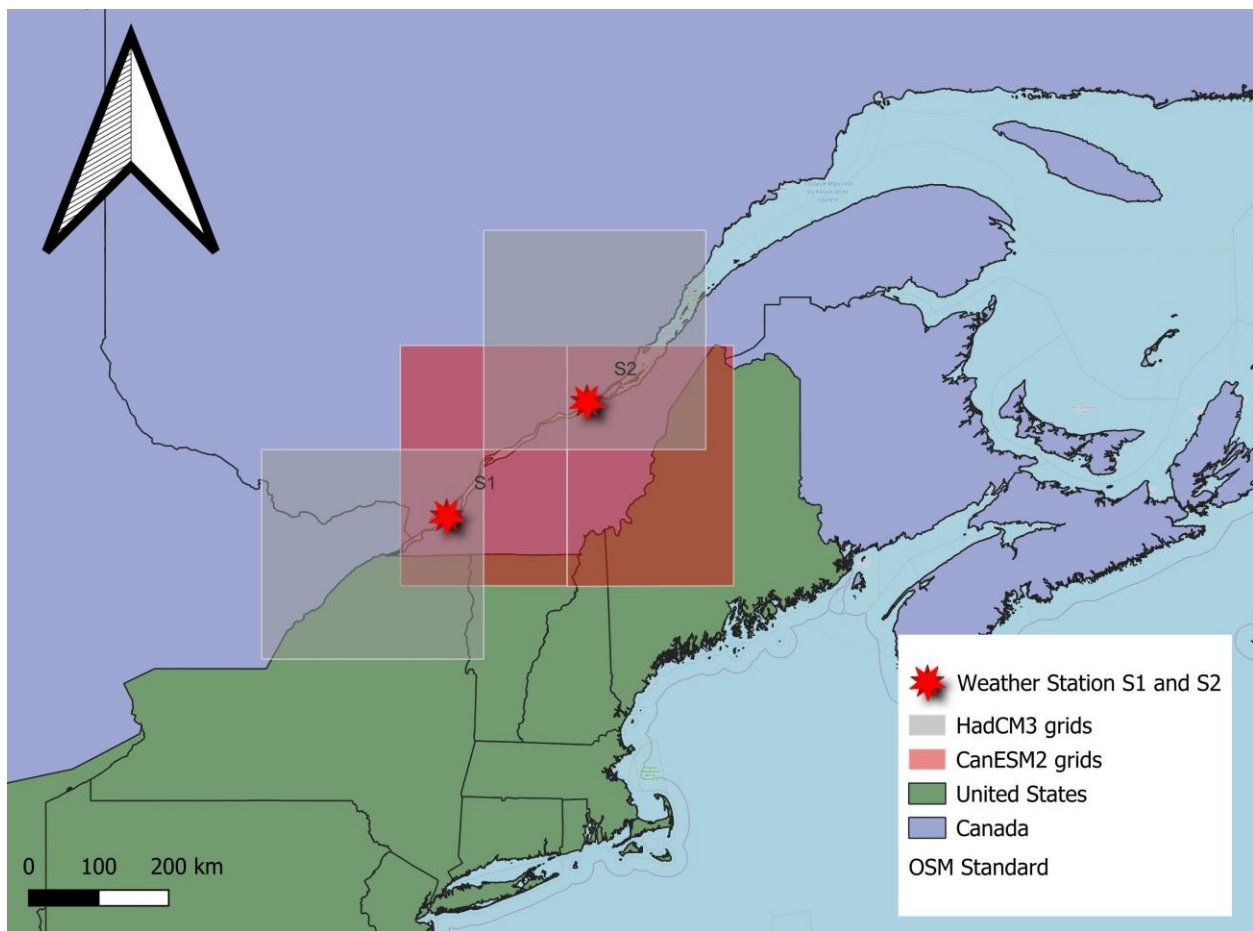 S2
S1
Weather Station S1 and S2
HadCM3 grids
CanESM2 grids
United States
Canada
OSM Standard
0 100 200 km